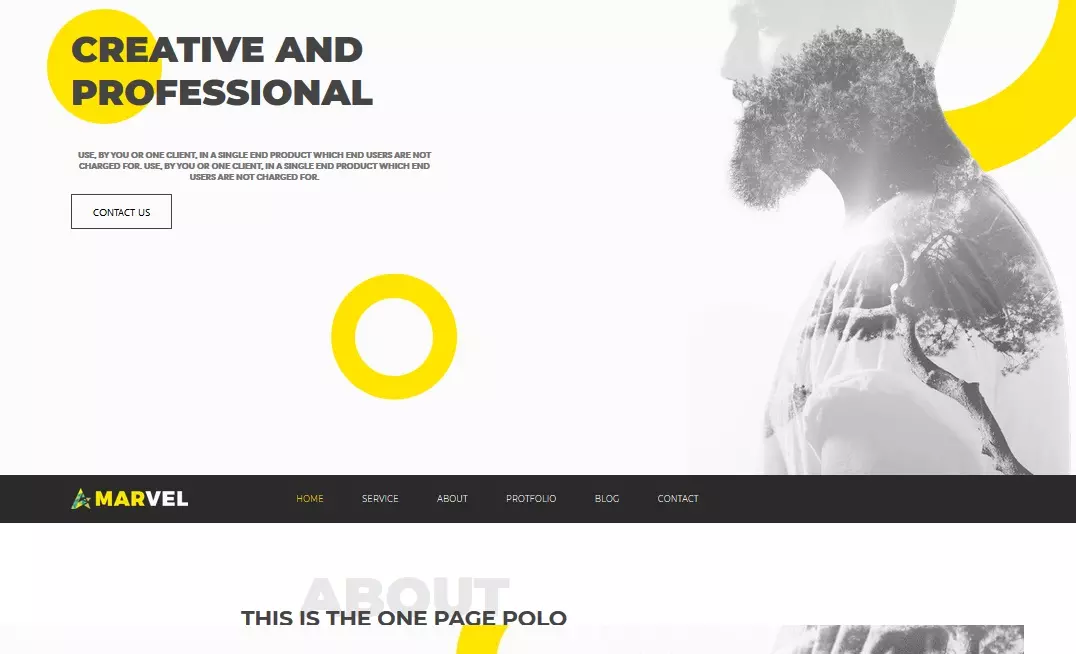 CREATIVE AND
PROFESSIONAL
USE, BY YOU OR ONE CLIENT, IN A SINGLE END PRODUCT WHICH END USERS ARE NOT
CHARGED FOR. USE, BY YOU OR ONE CLIENT, IN A SINGLE END PRODUCT WHICH END
USERS ARE NOT CHARGED FOR.
CONTACT US
MARVEL
HOME SERVICE ABOUT PROTFOLIO BLOG CONTACT
ABOUT
THIS IS THE ONE PAGE POLO